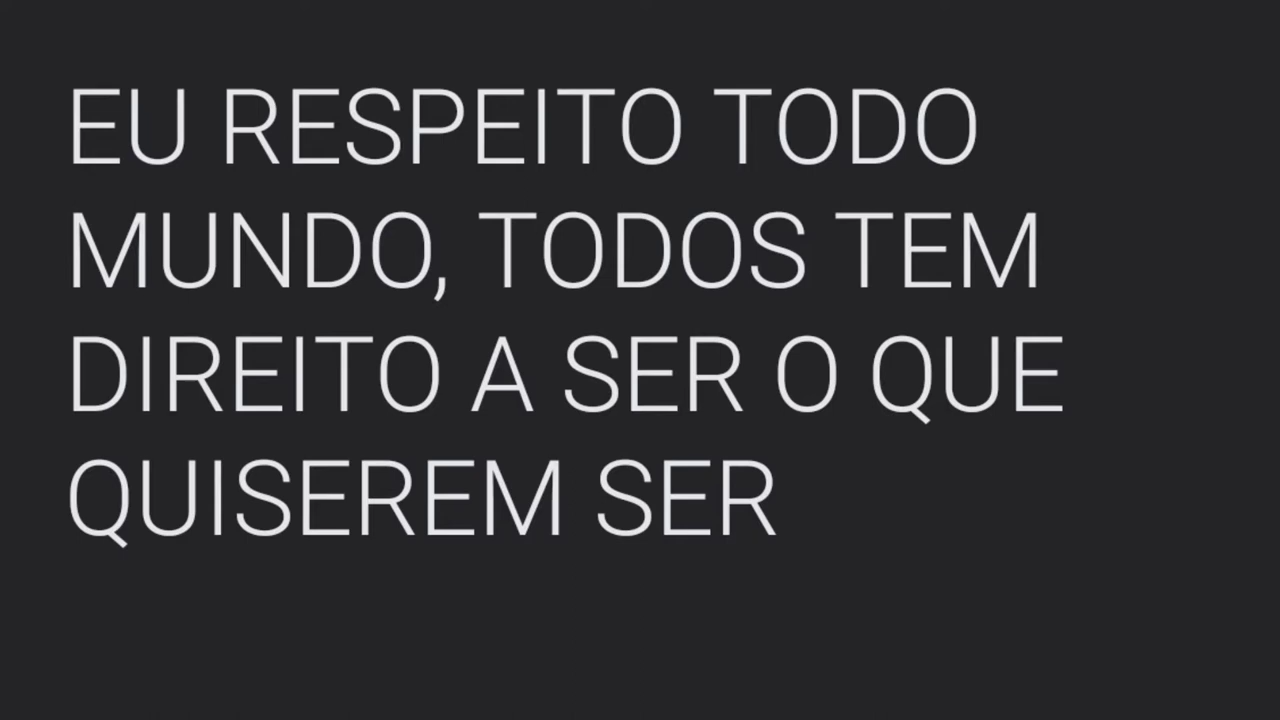 EU RESPEITO TODO
MUNDO, TODOS TEM
DIREITO A SER O QUE
QUISEREM SER